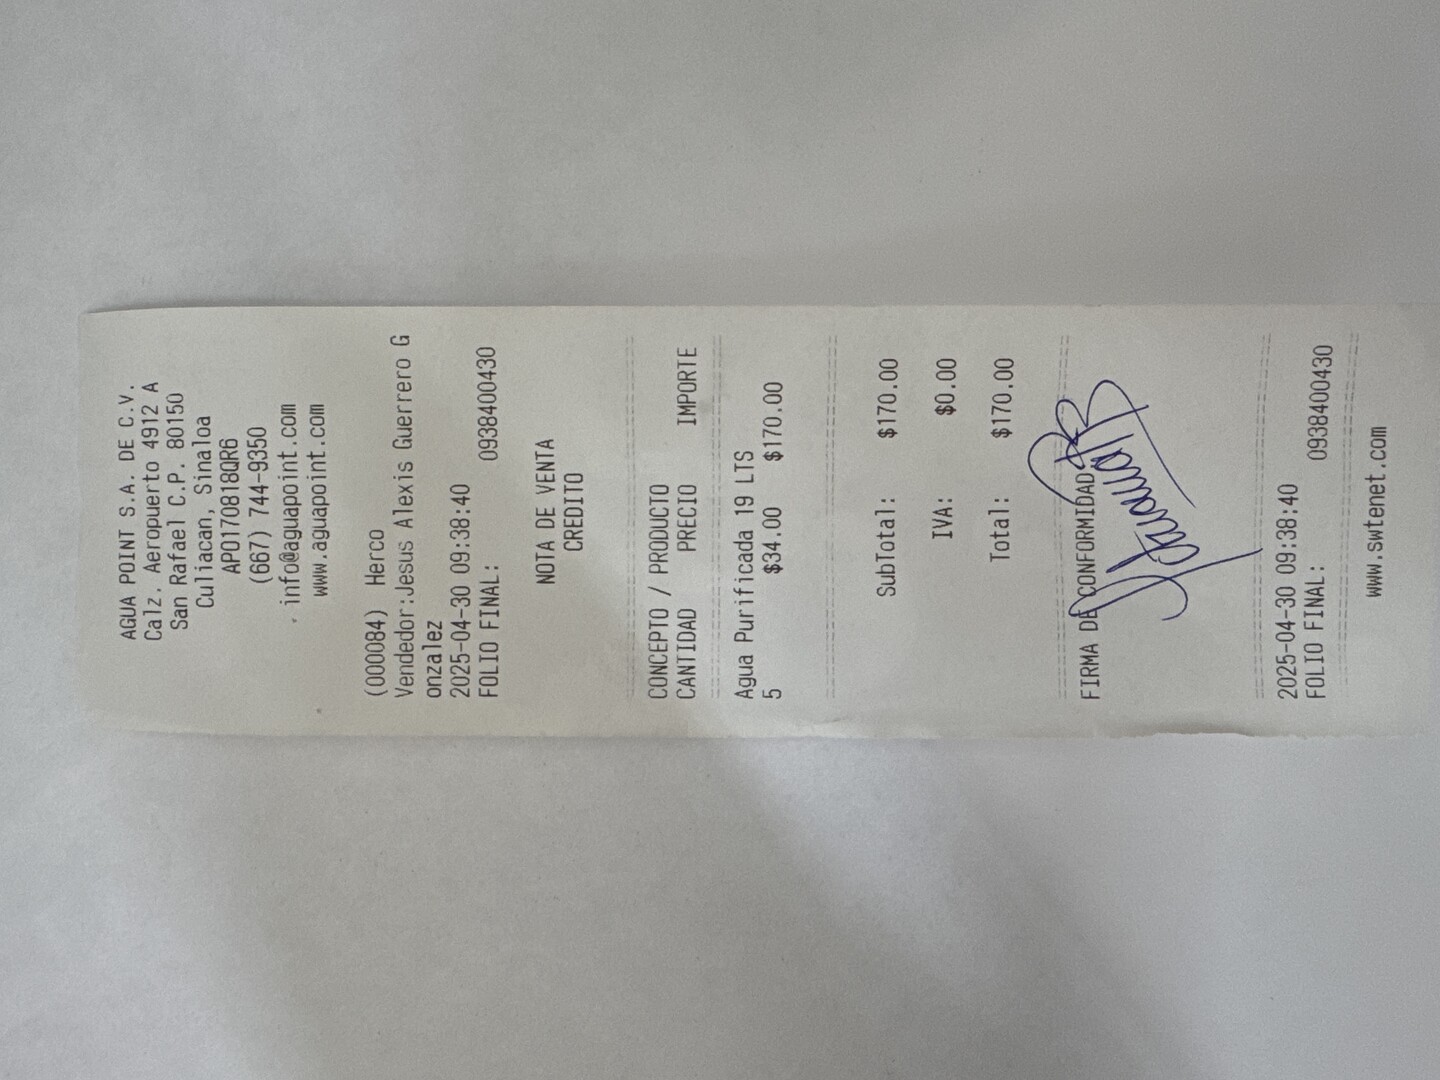 AGUA POINT S.A. DE C.V.
Calz. Aeropuerto 4912 A
San Rafael C.P. 80150
Culiacan, Sinaloa
APO170818QR6
(667) 744-9350
info@aguapoint.com
www.aguapoint.com
(000084) Herco
Vendedor:Jesus Alexis Guerrero G
onzalez
2025-04-30 09:38:40
FOLIO FINAL: 0938400430
NOTA DE VENTA
CREDITO
CONCEPTO / PRODUCTO
CANTIDAD PRECIO IMPORTE
Agua Purificada 19 LTS
5 $34.00 $170.00
SubTotal: $170.00
IVA: $0.00
Total: $170.00
FIRMA DE CONFORMIDAD
2025-04-30 09:38:40
FOLIO FINAL: 0938400430
www.swtenet.com